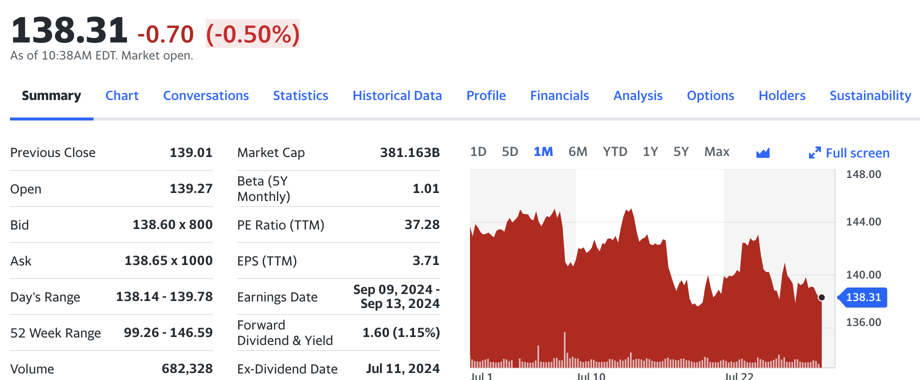 138.31 -0.70 (-0.50%)
As of 10:38AM EDT. Market open.
Summary Chart Conversations Statistics Historical Data Profile Financials Analysis Options Holders Sustainability
Previous Close 139.01
Open 139.27
Bid 138.60 x 800
Ask 138.65 x 1000
Day's Range 138.14 - 139.78
52 Week Range 99.26 - 146.59
Volume 682,328
Market Cap 381.163B
Beta (5Y
Monthly) 1.01
PE Ratio (TTM) 37.28
EPS (TTM) 3.71
Earnings Date Sep 09, 2024 -
Sep 13, 2024
Forward
Dividend & Yield 1.60 (1.15%)
Ex-Dividend Date Jul 11, 2024
1D 5D 1M 6M YTD 1Y 5Y Max Full screen
148.00
144.00
140.00
138.31
136.00
Jul 1 Jul 10 Jul 22